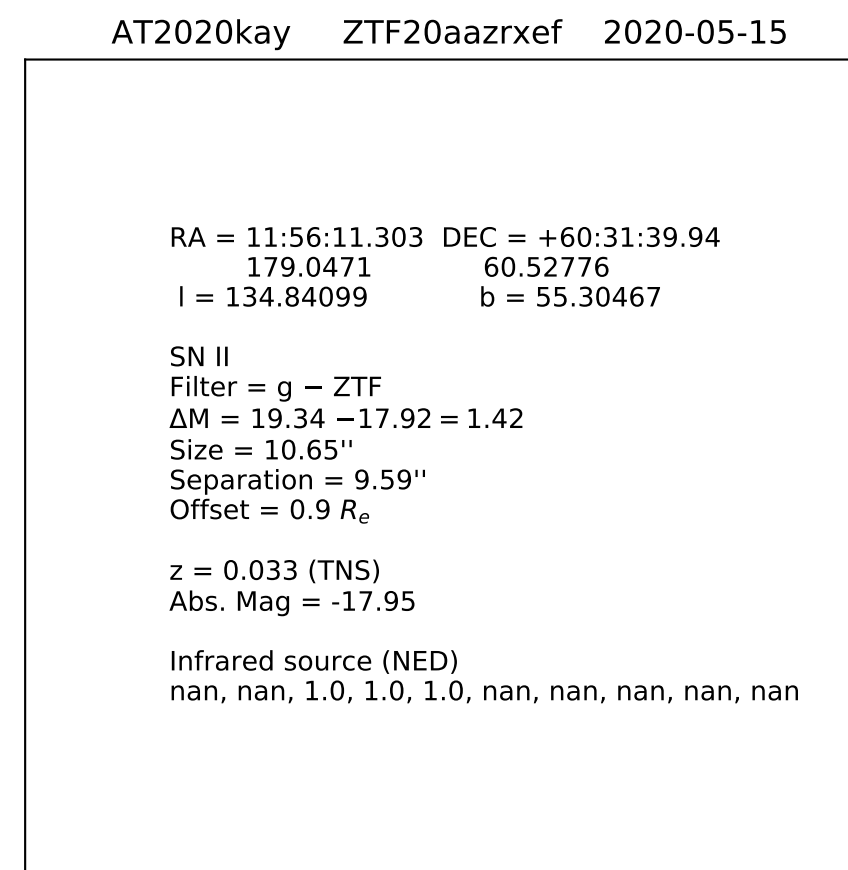 AT2020kay ZTF20aazrxef 2020-05-15
RA = 11:56:11.303 DEC = +60:31:39.94
179.0471 60.52776
l = 134.84099 b = 55.30467
SN II
Filter = g − ZTF
ΔM = 19.34 −17.92 = 1.42
Size = 10.65''
Separation = 9.59''
Offset = 0.9 Re
z = 0.033 (TNS)
Abs. Mag = -17.95
Infrared source (NED)
nan, nan, 1.0, 1.0, 1.0, nan, nan, nan, nan, nan